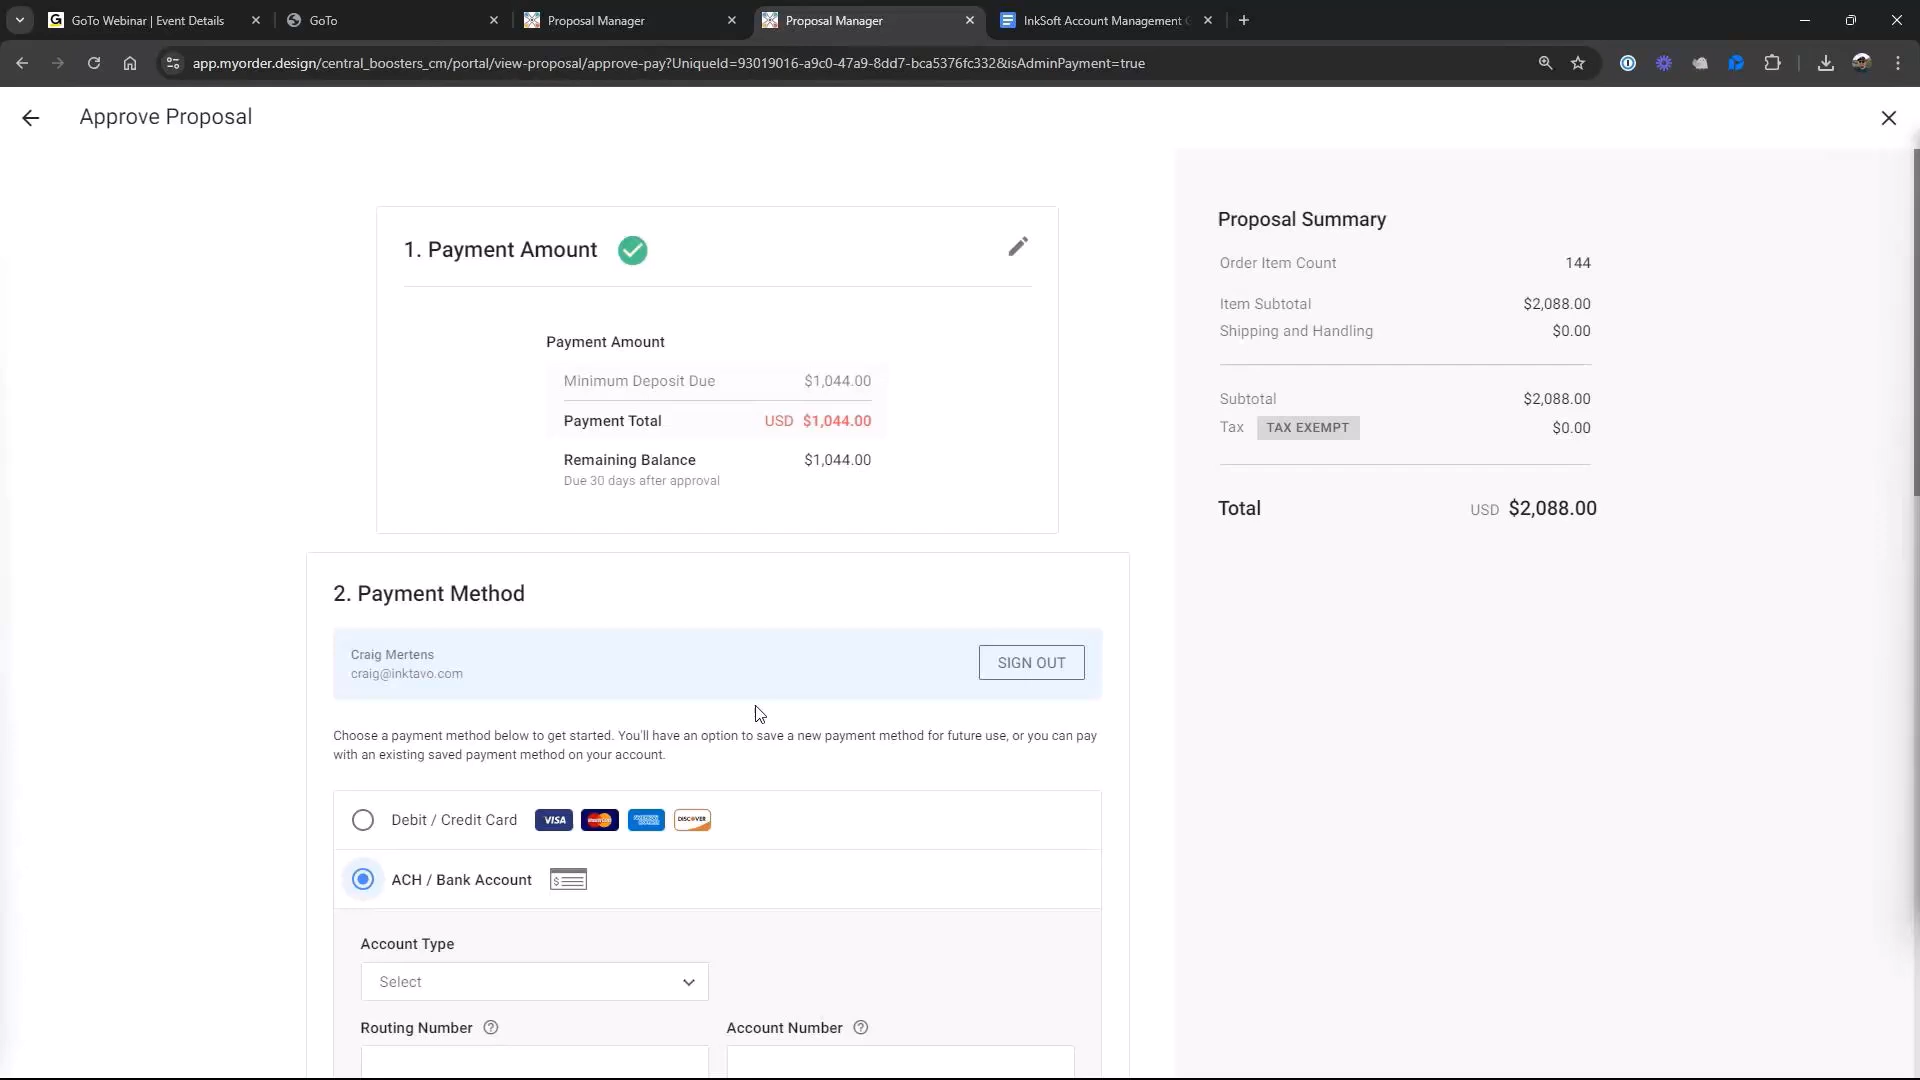 GoTo Webinar | Event Details
GoTo
Proposal Manager
Proposal Manager
InkSoft Account Management
app.myorder.design/central_boosters_cm/portal/view-proposal/approve-pay?UniqueId=93019016-a9c0-47a9-8dd7-bca5376fc332&isAdminPayment=true
Approve Proposal
1. Payment Amount
Payment Amount
Minimum Deposit Due $1,044.00
Payment Total USD $1,044.00
Remaining Balance $1,044.00
Due 30 days after approval
2. Payment Method
Craig Mertens
craig@inktavo.com
SIGN OUT
Choose a payment method below to get started. You'll have an option to save a new payment method for future use, or you can pay
with an existing saved payment method on your account.
Debit / Credit Card VISA DISCOVER
ACH / Bank Account
Account Type
Select
Routing Number Account Number
Proposal Summary
Order Item Count 144
Item Subtotal $2,088.00
Shipping and Handling $0.00
Subtotal $2,088.00
Tax TAX EXEMPT $0.00
Total USD $2,088.00